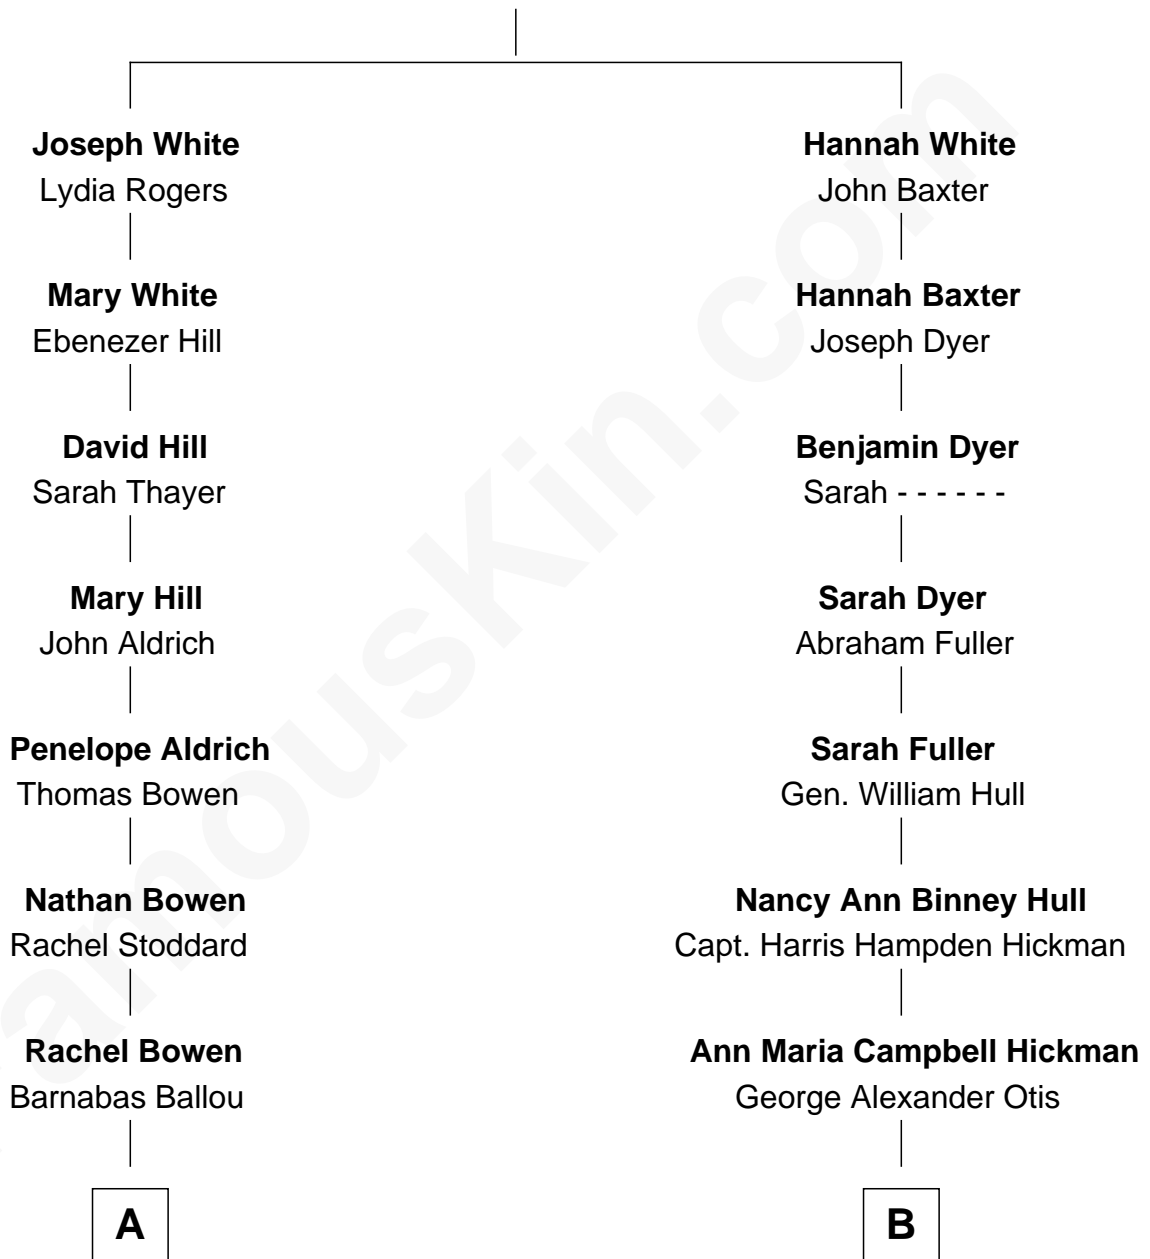 Joseph White
Lydia Rogers
Hannah White
John Baxter
Mary White
Ebenezer Hill
Hannah Baxter
Joseph Dyer
David Hill
Sarah Thayer
Benjamin Dyer
Sarah - - - - - -
Mary Hill
John Aldrich
Sarah Dyer
Abraham Fuller
Penelope Aldrich
Thomas Bowen
Sarah Fuller
Gen. William Hull
Nathan Bowen
Rachel Stoddard
Nancy Ann Binney Hull
Capt. Harris Hampden Hickman
Rachel Bowen
Barnabas Ballou
Ann Maria Campbell Hickman
George Alexander Otis
A
B
amouskin.com